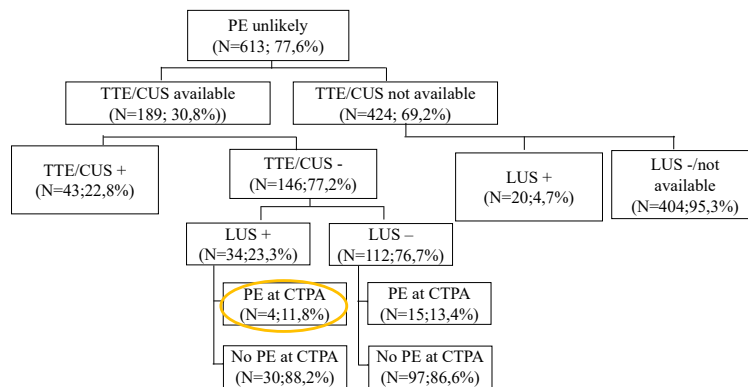 PE unlikely
(N=613; 77,6%)
TTE/CUS available
(N=189; 30,8%))
TTE/CUS not available
(N=424; 69,2%)
TTE/CUS +
(N=43;22,8%)
TTE/CUS -
(N=146;77,2%)
LUS +
(N=20;4,7%)
LUS -/not
available
(N=404;95,3%)
LUS +
(N=34;23,3%)
LUS –
(N=112;76,7%)
PE at CTPA
(N=4;11,8%)
PE at CTPA
(N=15;13,4%)
No PE at CTPA
(N=30;88,2%)
No PE at CTPA
(N=97;86,6%)